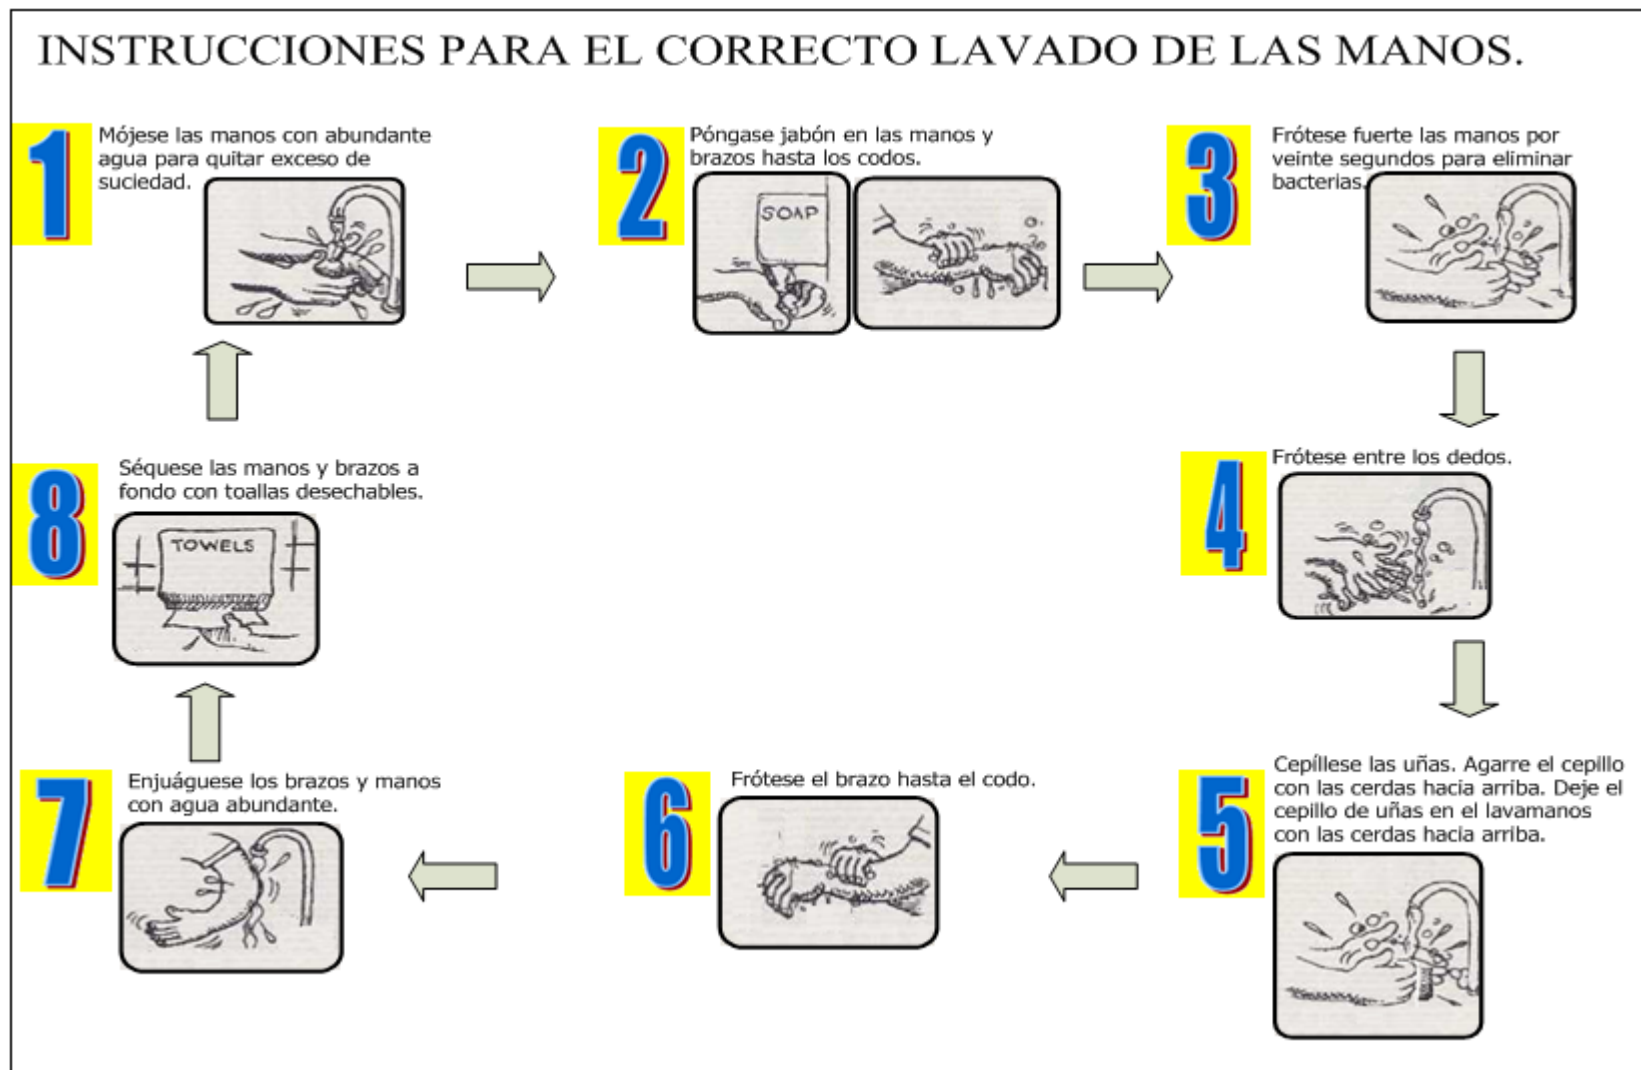 INSTRUCCIONES PARA EL CORRECTO LAVADO DE LAS MANOS.
1
Mójese las manos con abundante
agua para quitar exceso de
suciedad.
2
Póngase jabón en las manos y
brazos hasta los codos.
SOAP
3
Frótese fuerte las manos por
veinte segundos para eliminar
bacterias.
4
Frótese entre los dedos.
5
Cepíllese las uñas. Agarre el cepillo
con las cerdas hacia arriba. Deje el
cepillo de uñas en el lavamanos
con las cerdas hacia arriba.
6
Frótese el brazo hasta el codo.
7
Enjuáguese los brazos y manos
con agua abundante.
8
Séquese las manos y brazos a
fondo con toallas desechables.
TOWELS